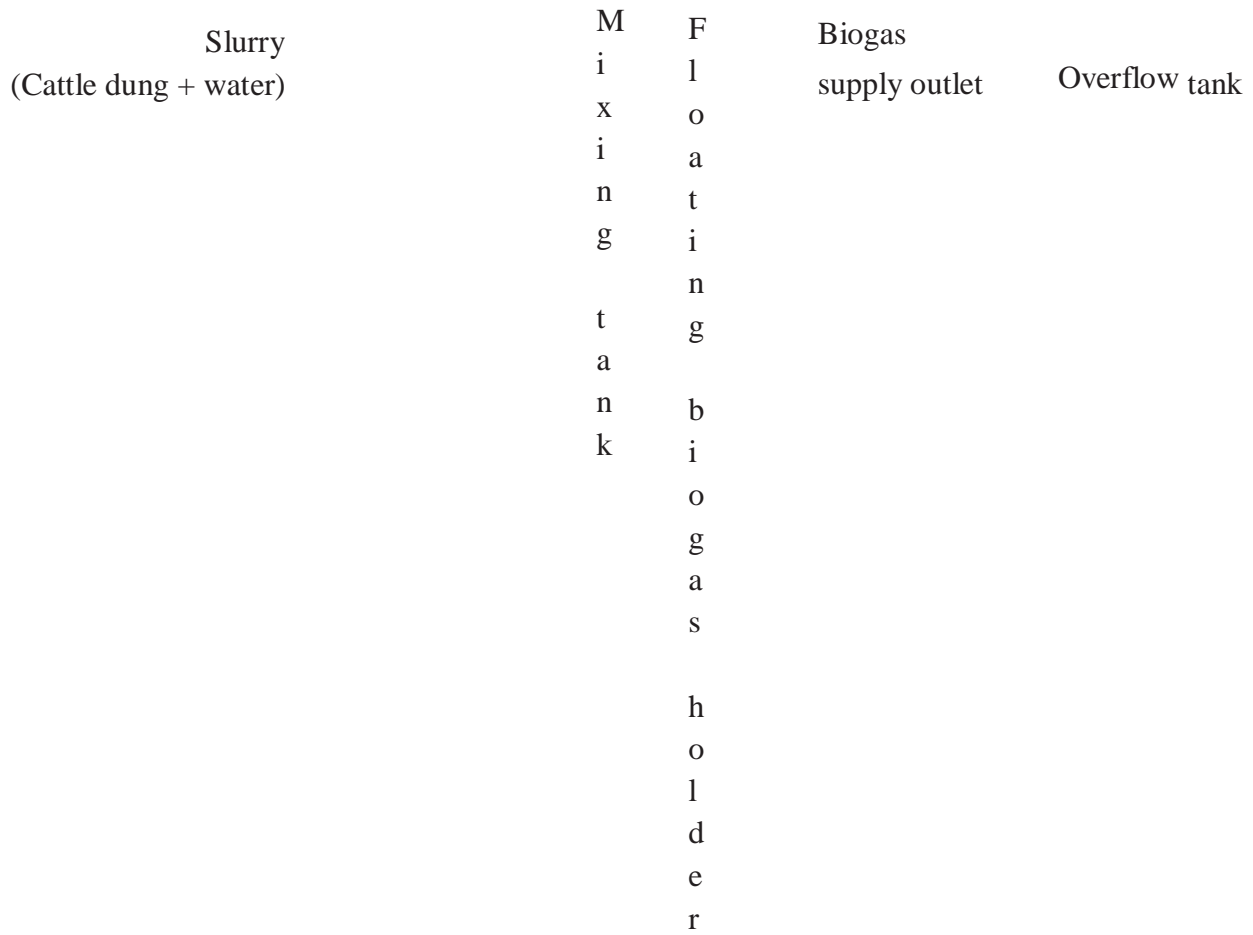 Slurry
(Cattle dung + water)
Mixing tank
Floating biogas holder
Biogas
supply outlet
Overflow tank